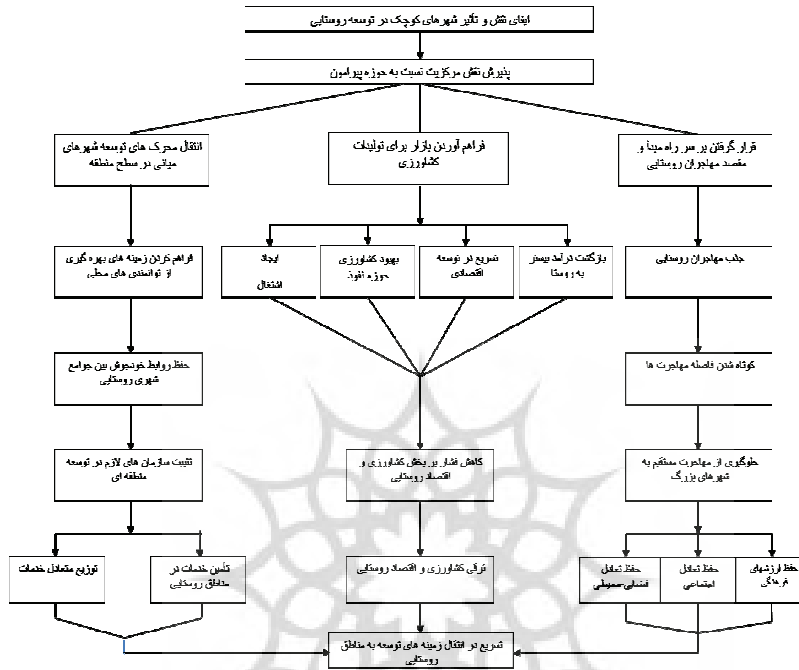 ایفای نقش و تأثیر شهرهای کوچک در توسعه روستایی
پذیرش نقش مرکزیت نسبت به حوزه پیرامون
قرار گرفتن بر سر راه مبدأ و
مقصد مهاجران روستایی
فراهم آوردن بازار برای تولیدات
کشاورزی
انتقال محرک های توسعه شهرهای
میانی در سطح منطقه
جذب مهاجران روستایی
بازگشت درآمد بیشتر
به روستا
تسریع در توسعه
اقتصادی
بهبود کشاورزی
حوزه نفوذ
ایجاد
اشتغال
فراهم کردن زمینه های بهره گیری
از توانمندی های محلی
کوتاه شدن فاصله مهاجرت ها
حفظ روابط خودجوش بین جوامع
شهری روستایی
جلوگیری از مهاجرت مستقیم به
شهرهای بزرگ
کاهش فشار بر بخش کشاورزی و
اقتصاد روستایی
تثبیت سازمان های لازم در توسعه
منطقه ای
حفظ ارزشهای
فرهنگی
حفظ تعادل
اجتماعی
حفظ تعادل
فضایی-جمعیتی
ترقی کشاورزی و اقتصاد روستایی
تأمین خدمات در
مناطق روستایی
توزیع متعادل خدمات
تسریع در انتقال زمینه های توسعه به مناطق
روستایی